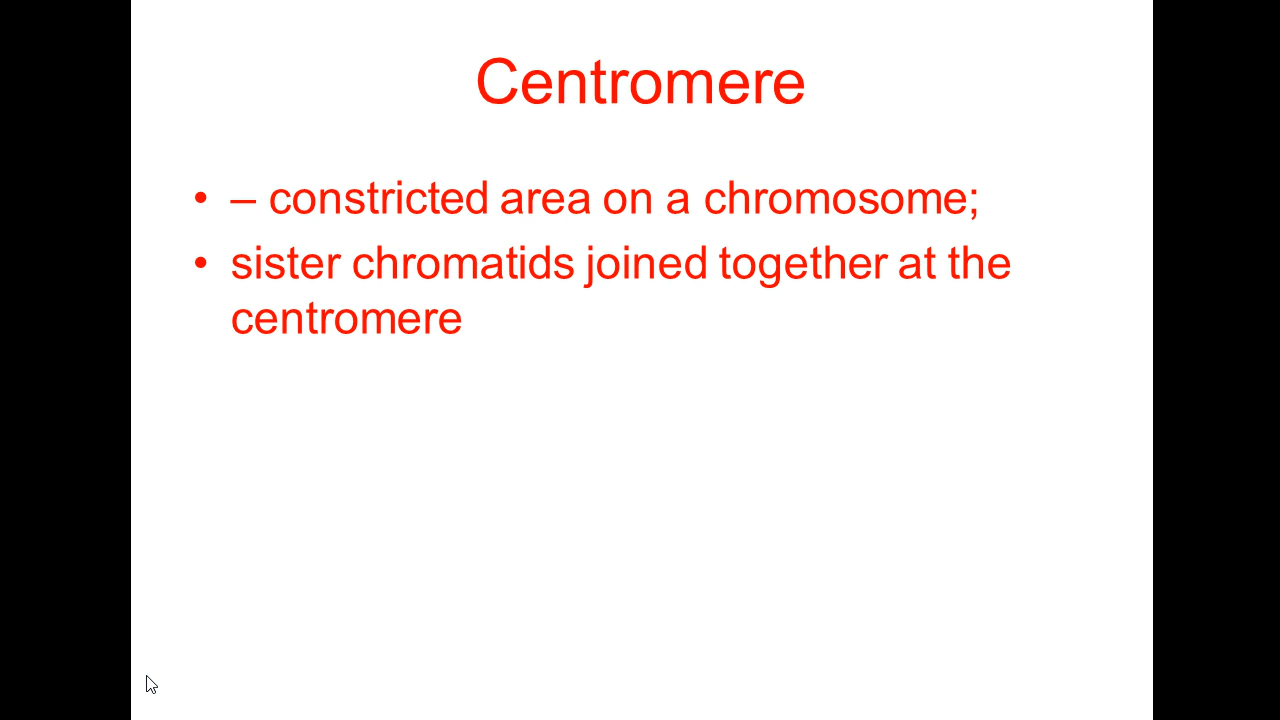 Centromere
• – constricted area on a chromosome;
• sister chromatids joined together at the
centromere